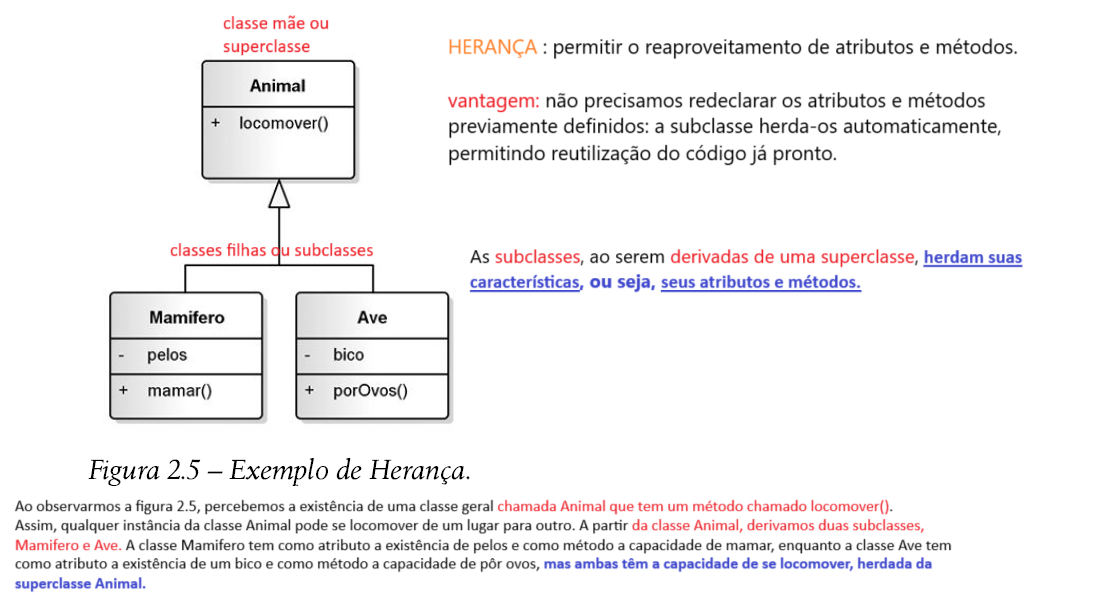 classe mãe ou
superclasse
Animal
+ locomover()
HERANÇA : permitir o reaproveitamento de atributos e métodos.
vantagem: não precisamos redeclarar os atributos e métodos
previamente definidos: a subclasse herda-os automaticamente,
permitindo reutilização do código já pronto.
classes filhas ou subclasses
As subclasses, ao serem derivadas de uma superclasse, herdam suas
características, ou seja, seus atributos e métodos.
Mamifero
- pelos
+ mamar()
Ave
- bico
+ porOvos()
Figura 2.5 – Exemplo de Herança.
Ao observarmos a figura 2.5, percebemos a existência de uma classe geral chamada Animal que tem um método chamado locomover().
Assim, qualquer instância da classe Animal pode se locomover de um lugar para outro. A partir da classe Animal, derivamos duas subclasses,
Mamifero e Ave. A classe Mamifero tem como atributo a existência de pelos e como método a capacidade de mamar, enquanto a classe Ave tem
como atributo a existência de um bico e como método a capacidade de pôr ovos, mas ambas têm a capacidade de se locomover, herdada da
superclasse Animal.